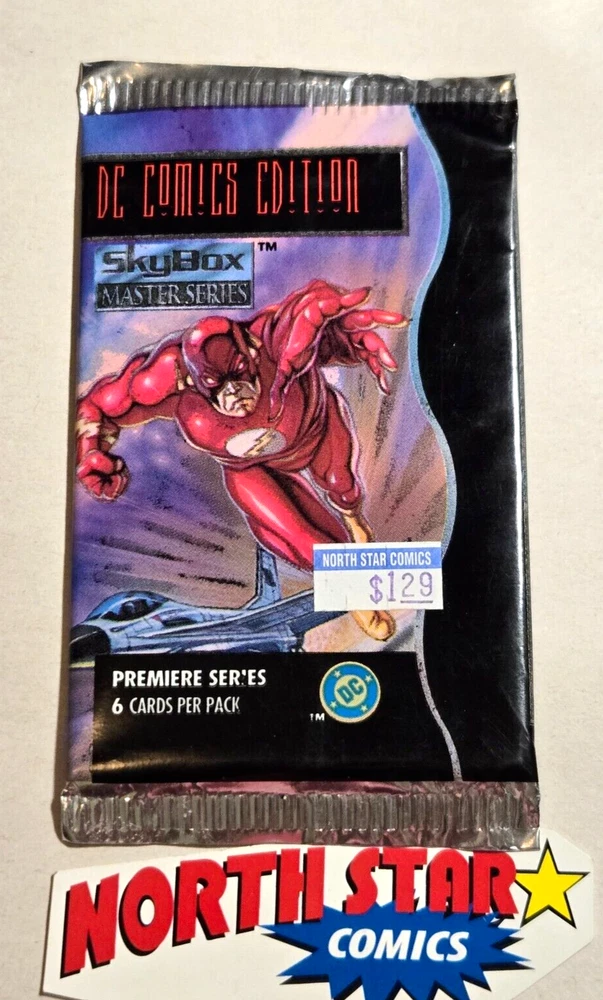 DC COMICS EDITION
SKYBOX™
MASTER SERIES
NORTH STAR COMICS
$1.29
PREMIERE SERIES
6 CARDS PER PACK
TM
DC
NORTH STAR
COMICS